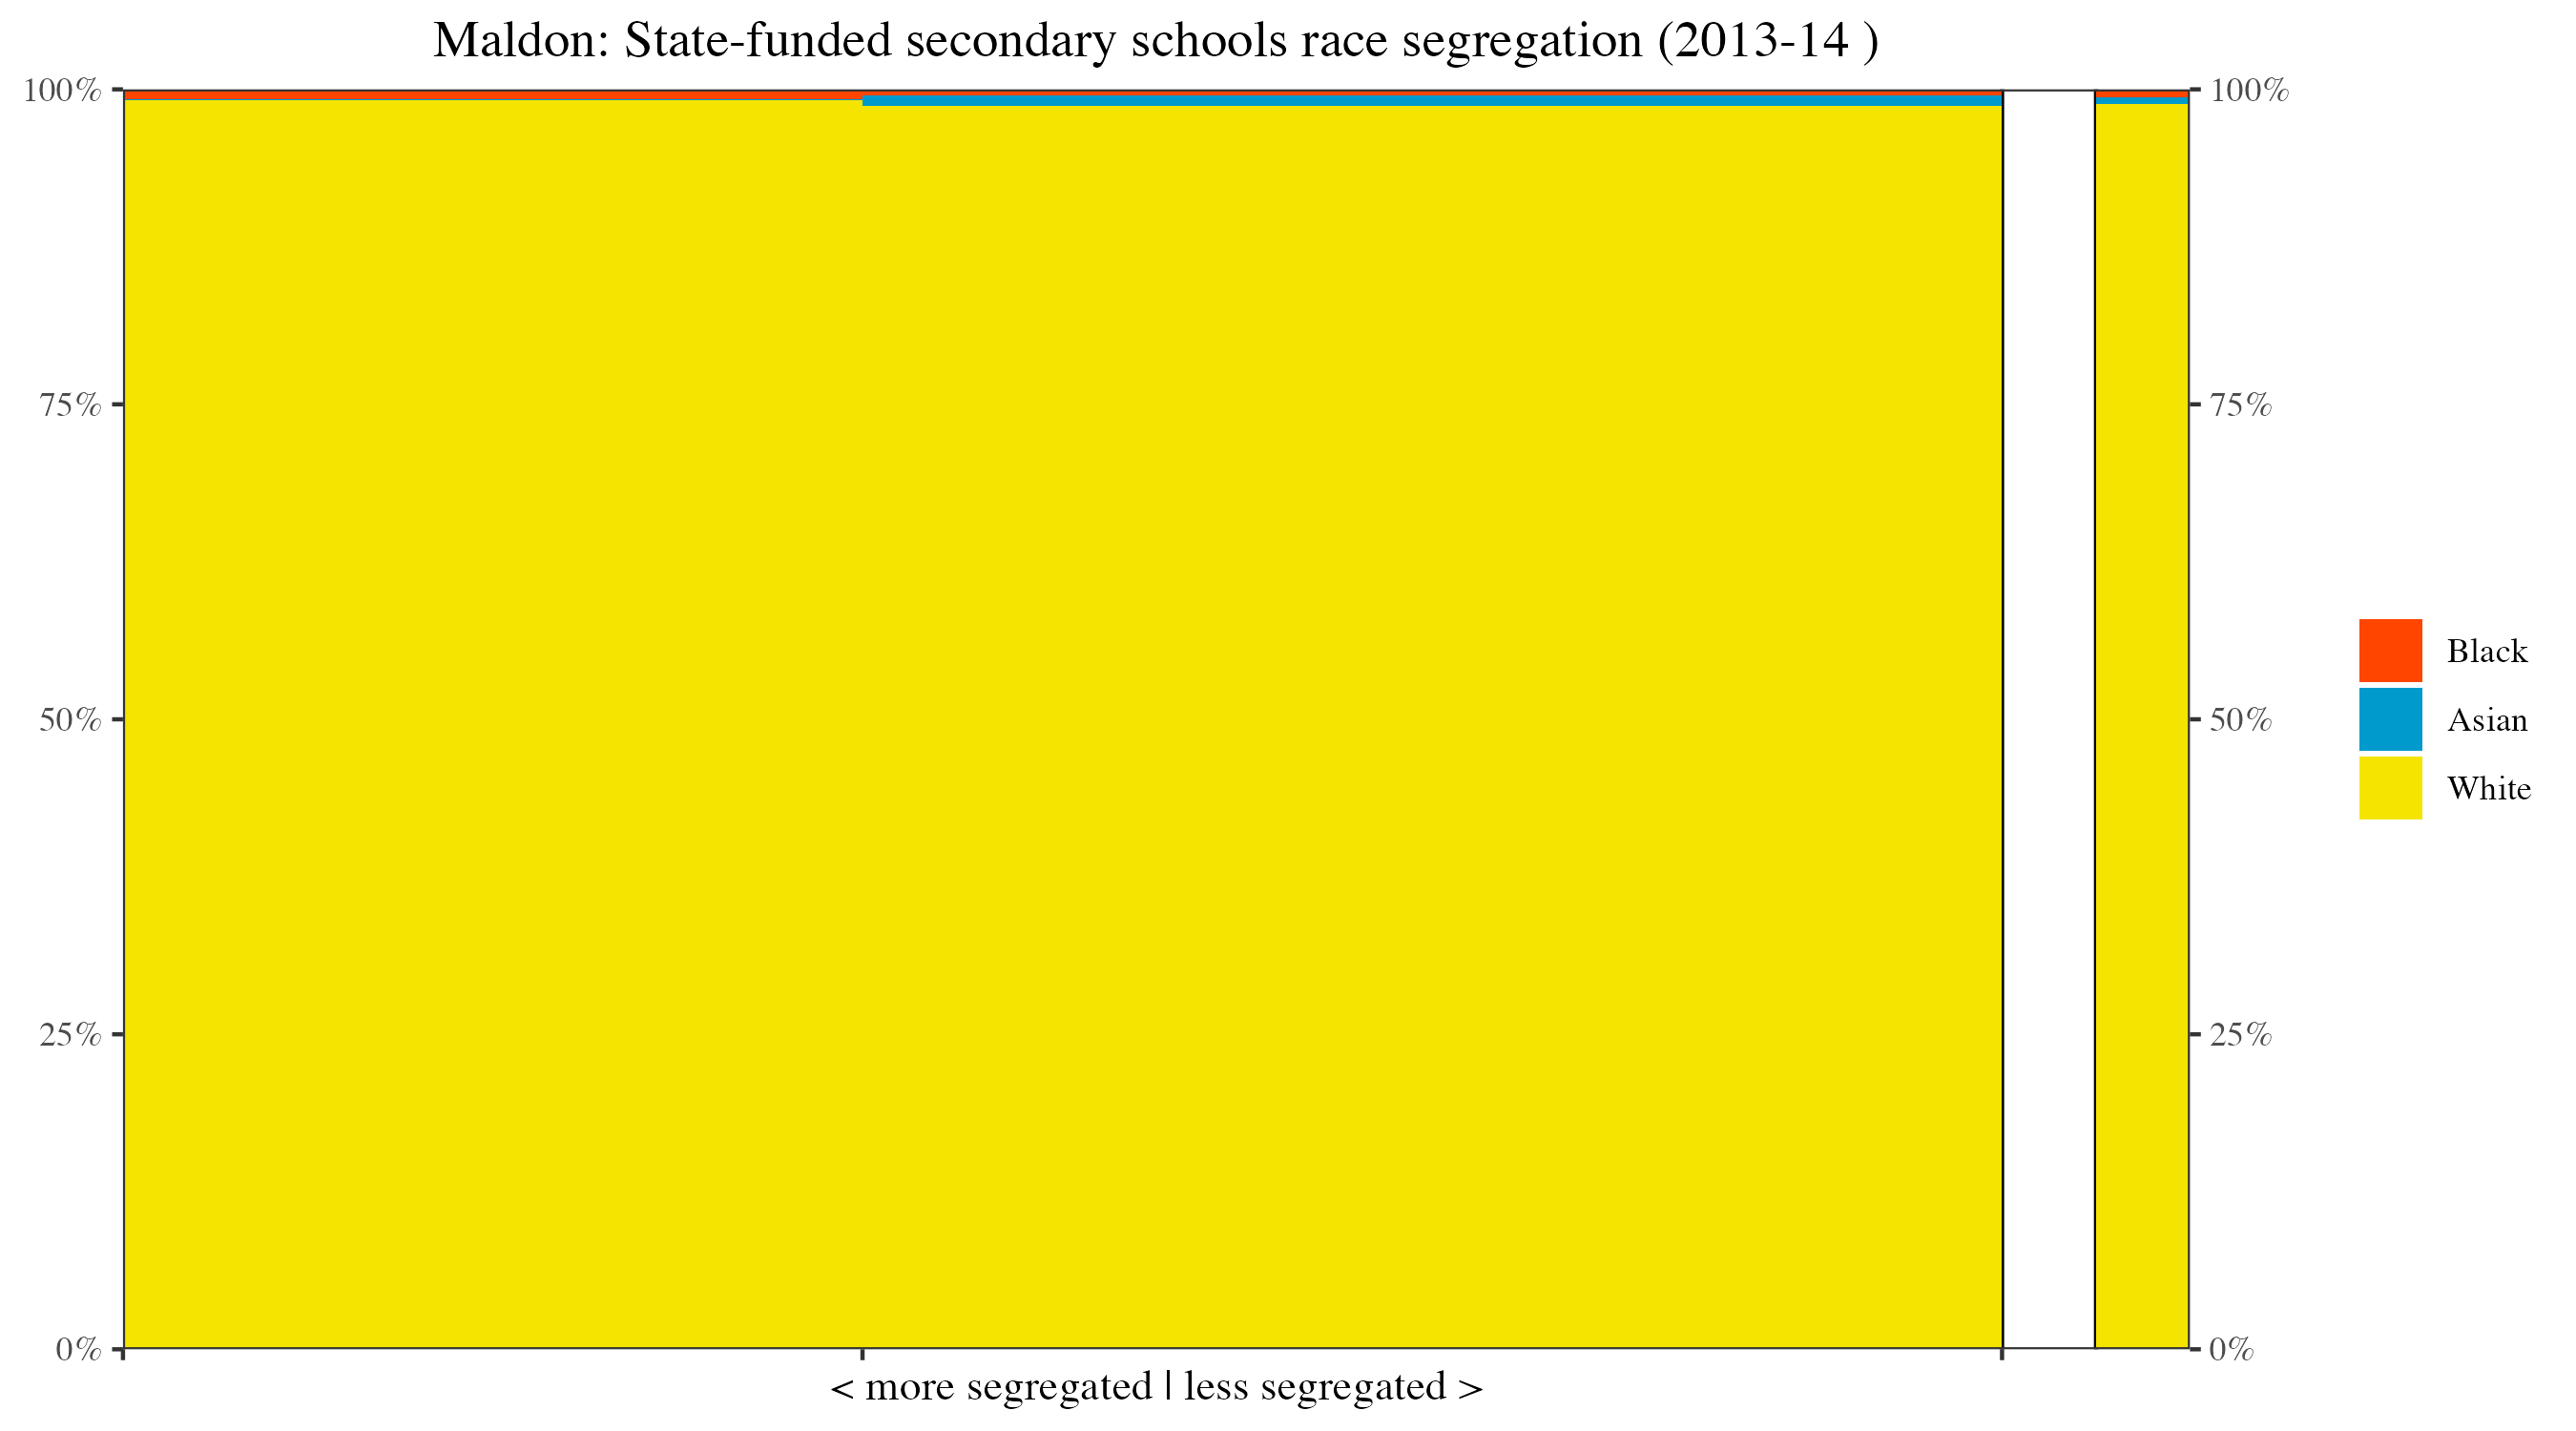 Maldon: State-funded secondary schools race segregation (2013-14 )
100%
75%
50%
25%
0%
100%
75%
50%
25%
0%
Black
Asian
White
< more segregated | less segregated >